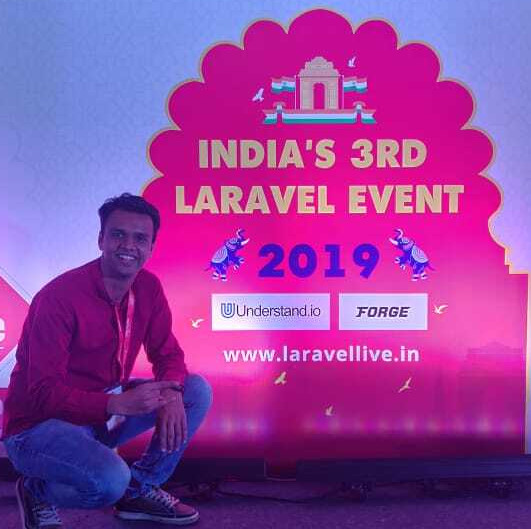 INDIA'S 3RD
LARAVEL EVENT
2019
Understand.io FORGE
www.laravellive.in